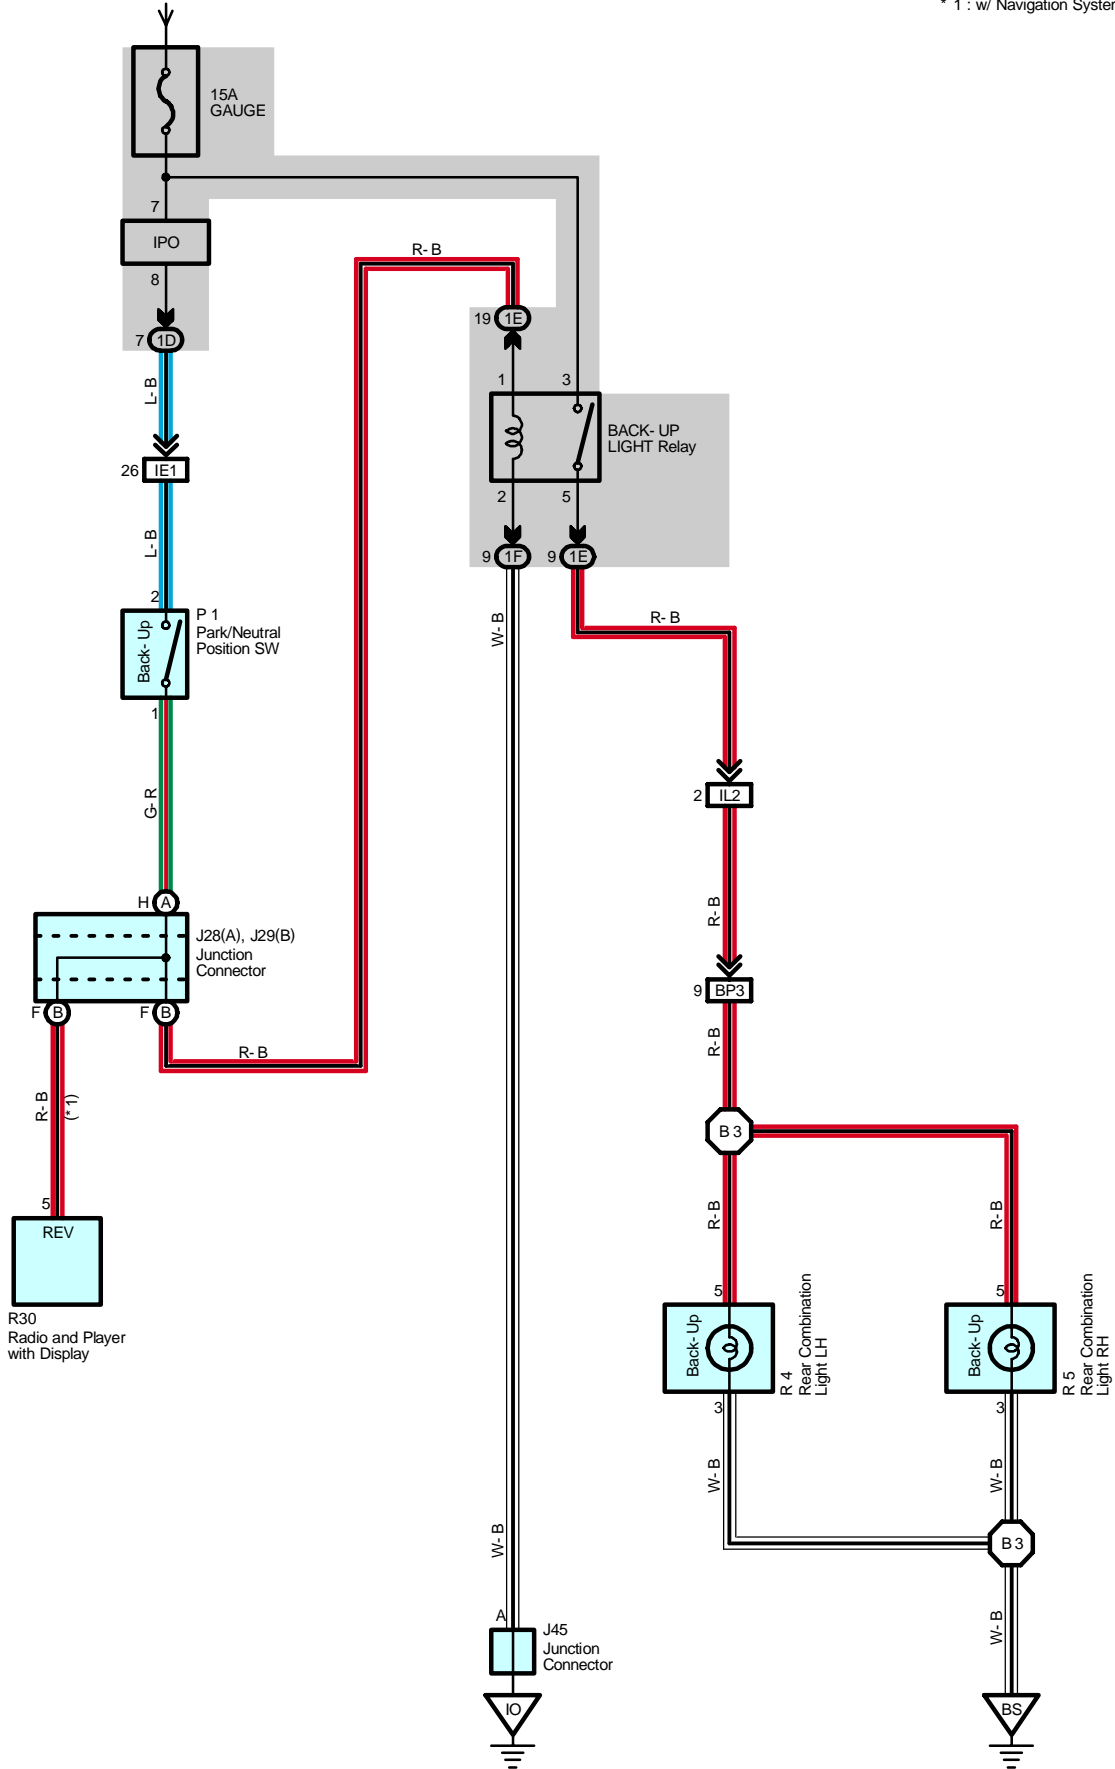 * 1 : w/ Navigation System
15A
GAUGE
7
IPO
8
7 1D
L- B
26 IE1
L- B
2
Back- Up
P 1
Park/Neutral
Position SW
1
G- R
H A
J28(A), J29(B)
Junction
Connector
F B
F B
R- B
(* 1)
5
REV
R30
Radio and Player
with Display
R- B
R- B
19 1E
1
3
BACK- UP
LIGHT Relay
2
5
9 1F
9 1E
W- B
R- B
2 IL2
R- B
9 BP3
R- B
B 3
R- B
R- B
5
Back- Up
R 4
Rear Combination
Light LH
3
5
Back- Up
R 5
Rear Combination
Light RH
3
W- B
W- B
B 3
W- B
W- B
A
J45
Junction
Connector
IO
BS